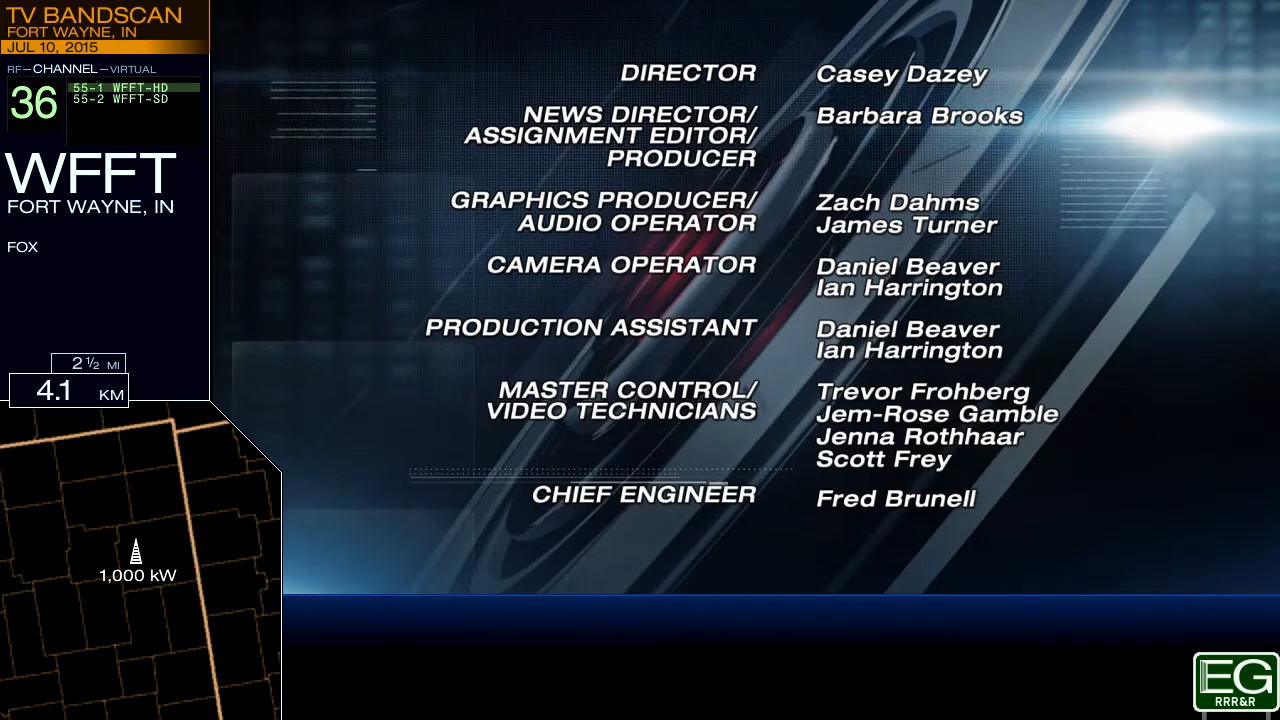 TV BANDSCAN
FORT WAYNE, IN
JUL 10, 2015
RF—CHANNEL—VIRTUAL
36
55-1 WFFT-HD
55-2 WFFT-SD
WFFT
FORT WAYNE, IN
FOX
2 1/2 MI
4.1 KM
1,000 kW
DIRECTOR Casey Dazey
NEWS DIRECTOR/ Barbara Brooks
ASSIGNMENT EDITOR/
PRODUCER
GRAPHICS PRODUCER/ Zach Dahms
AUDIO OPERATOR James Turner
CAMERA OPERATOR Daniel Beaver
Ian Harrington
PRODUCTION ASSISTANT Daniel Beaver
Ian Harrington
MASTER CONTROL/ Trevor Frohberg
VIDEO TECHNICIANS Jem-Rose Gamble
Jenna Rothhaar
Scott Frey
CHIEF ENGINEER Fred Brunell
EG
RRR&R